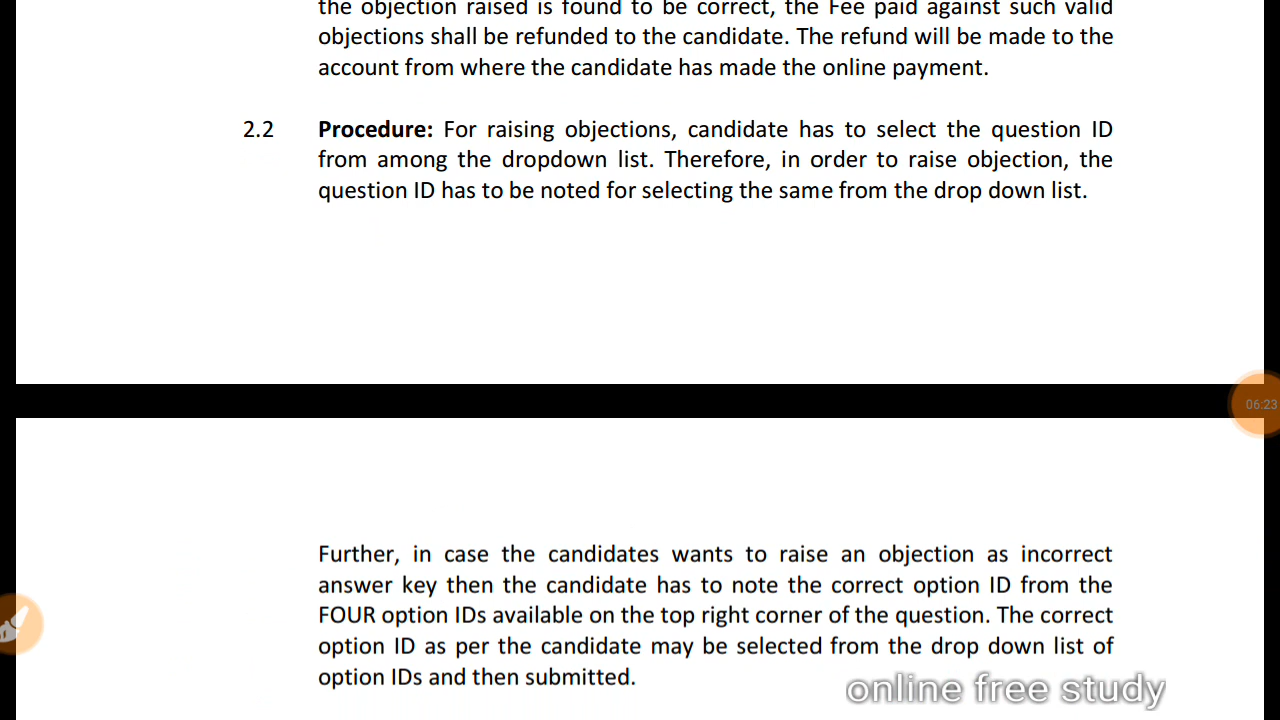 the objection raised is found to be correct, the Fee paid against such valid
objections shall be refunded to the candidate. The refund will be made to the
account from where the candidate has made the online payment.
2.2 Procedure: For raising objections, candidate has to select the question ID
from among the dropdown list. Therefore, in order to raise objection, the
question ID has to be noted for selecting the same from the drop down list.
06:23
Further, in case the candidates wants to raise an objection as incorrect
answer key then the candidate has to note the correct option ID from the
FOUR option IDs available on the top right corner of the question. The correct
option ID as per the candidate may be selected from the drop down list of
option IDs and then submitted.
online free study